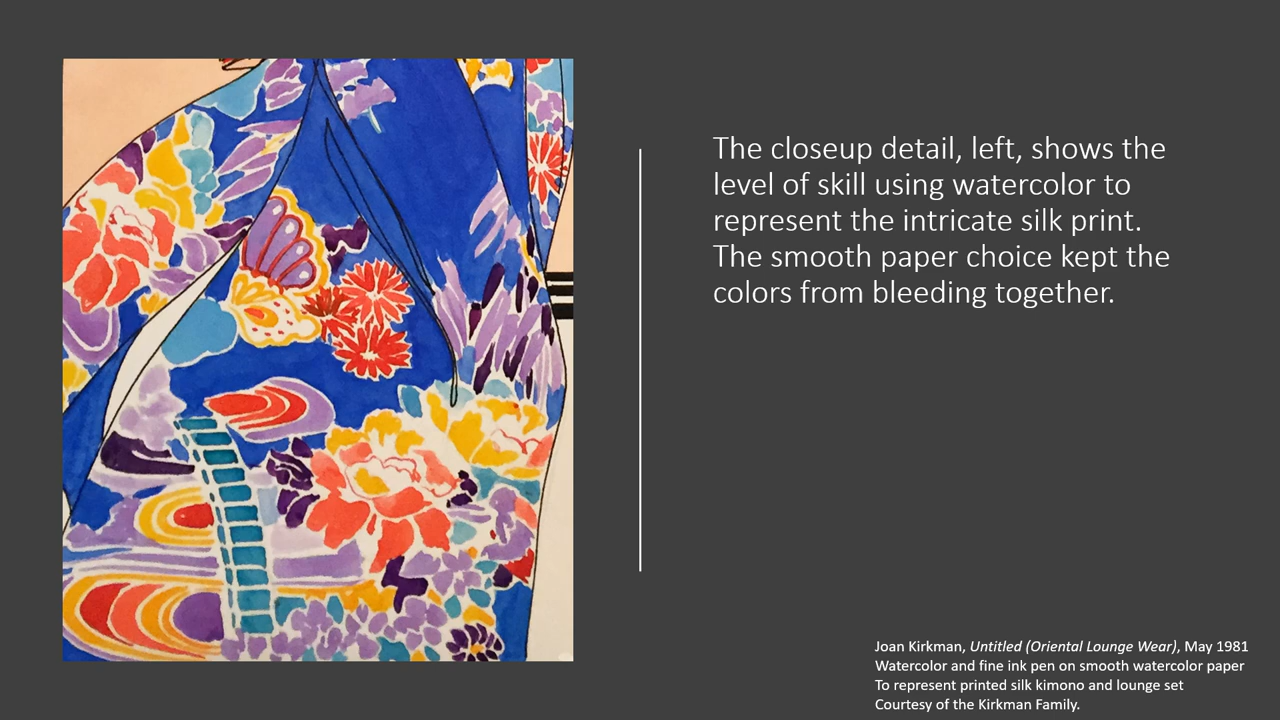 The closeup detail, left, shows the
level of skill using watercolor to
represent the intricate silk print.
The smooth paper choice kept the
colors from bleeding together.
Joan Kirkman, Untitled (Oriental Lounge Wear), May 1981
Watercolor and fine ink pen on smooth watercolor paper
To represent printed silk kimono and lounge set
Courtesy of the Kirkman Family.